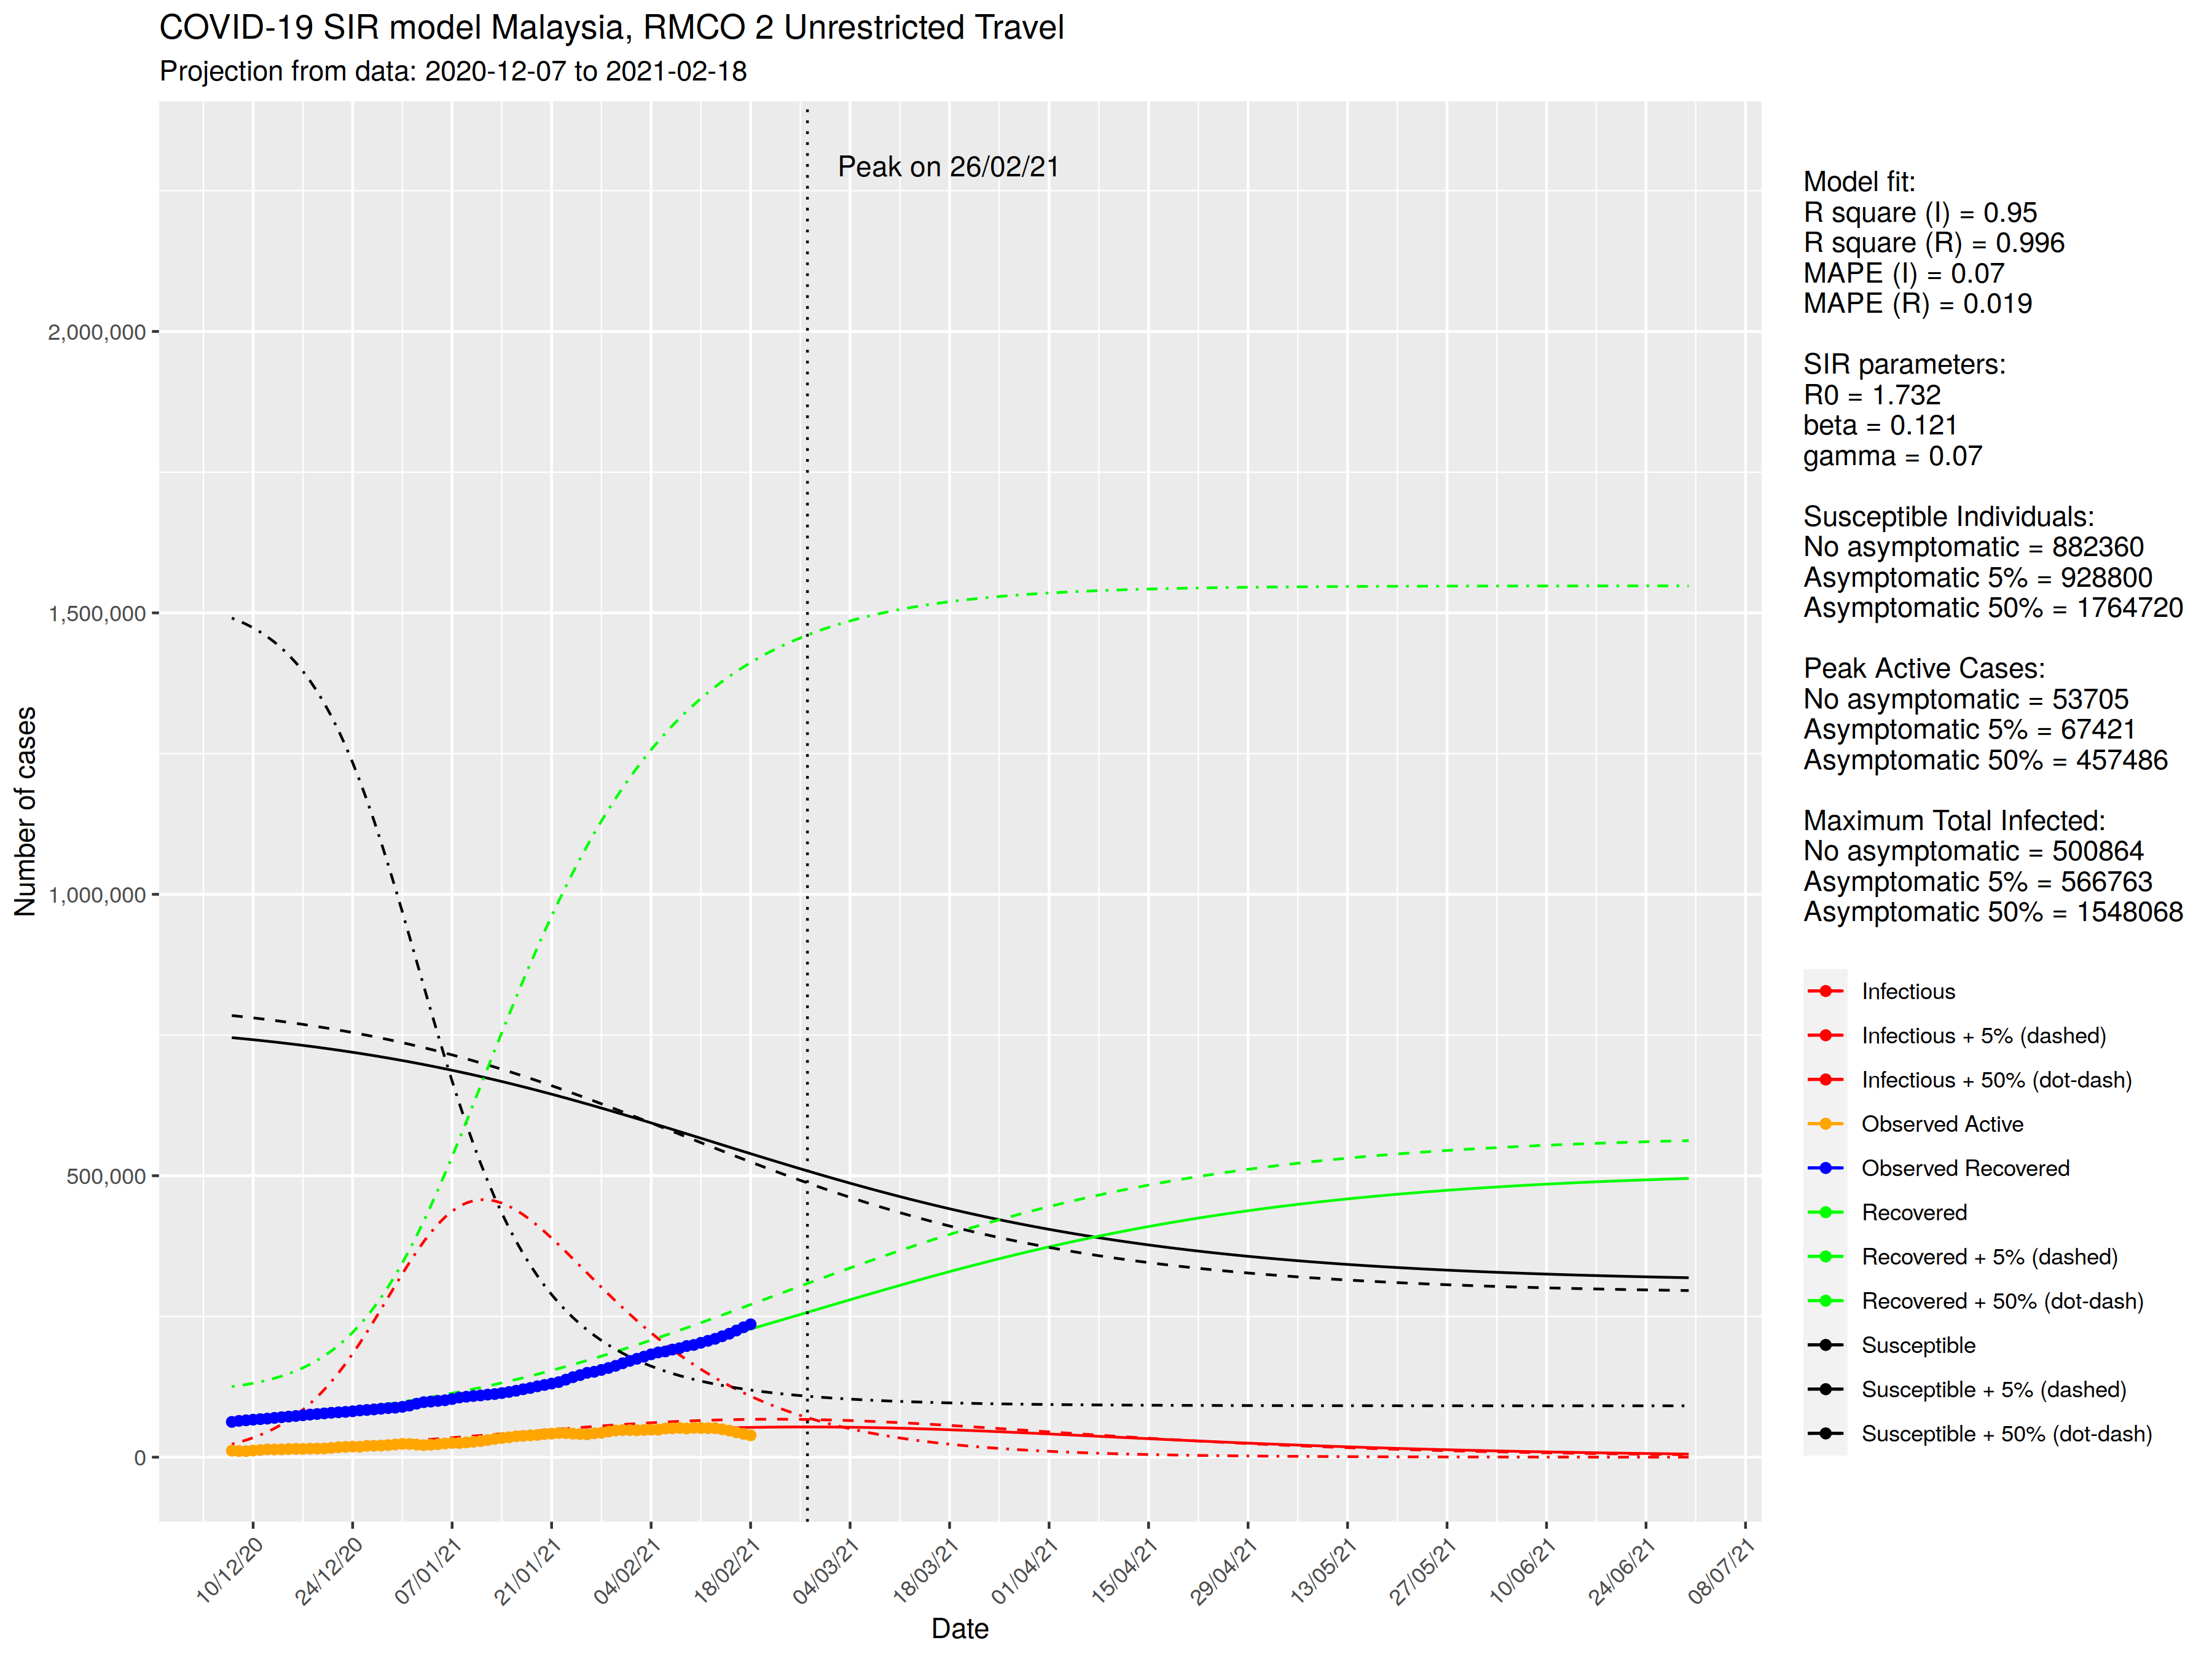 COVID-19 SIR model Malaysia, RMCO 2 Unrestricted Travel
Projection from data: 2020-12-07 to 2021-02-18
Peak on 26/02/21
Number of cases
2,000,000
1,500,000
1,000,000
500,000
0
10/12/20
24/12/20
07/01/21
21/01/21
04/02/21
18/02/21
04/03/21
18/03/21
01/04/21
15/04/21
29/04/21
13/05/21
27/05/21
10/06/21
24/06/21
08/07/21
Date
Model fit:
R square (I) = 0.95
R square (R) = 0.996
MAPE (I) = 0.07
MAPE (R) = 0.019
SIR parameters:
R0 = 1.732
beta = 0.121
gamma = 0.07
Susceptible Individuals:
No asymptomatic = 882360
Asymptomatic 5% = 928800
Asymptomatic 50% = 1764720
Peak Active Cases:
No asymptomatic = 53705
Asymptomatic 5% = 67421
Asymptomatic 50% = 457486
Maximum Total Infected:
No asymptomatic = 500864
Asymptomatic 5% = 566763
Asymptomatic 50% = 1548068
Infectious
Infectious + 5% (dashed)
Infectious + 50% (dot-dash)
Observed Active
Observed Recovered
Recovered
Recovered + 5% (dashed)
Recovered + 50% (dot-dash)
Susceptible
Susceptible + 5% (dashed)
Susceptible + 50% (dot-dash)